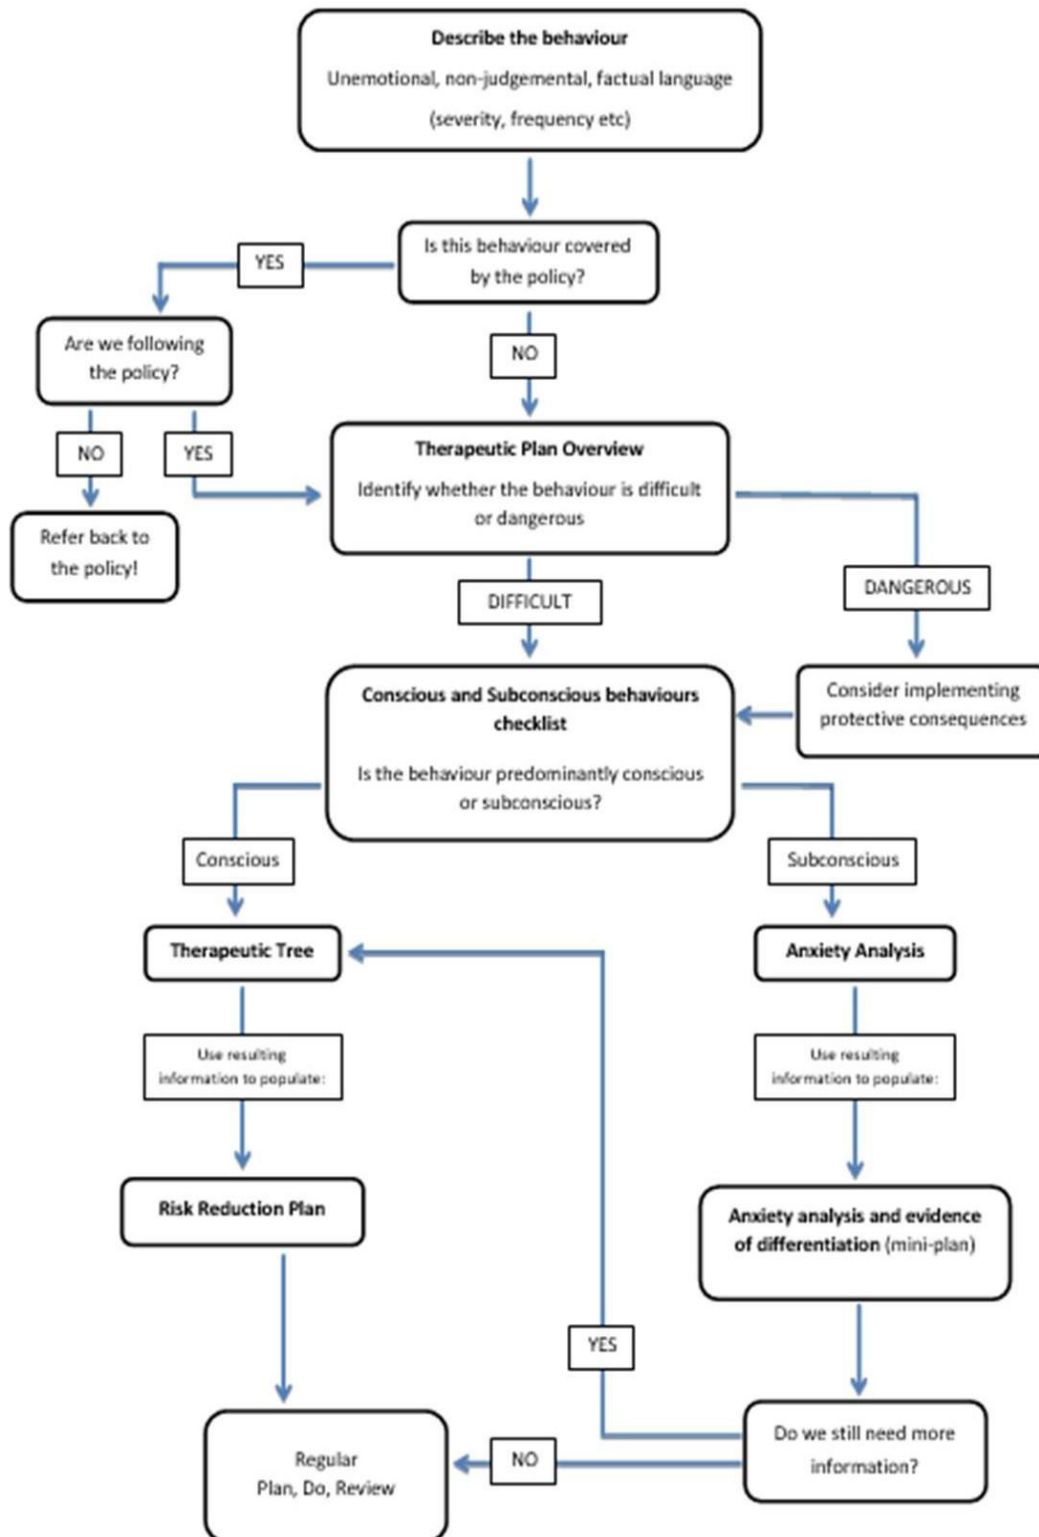 Describe the behaviour
Unemotional, non-judgemental, factual language
(severity, frequency etc)
Is this behaviour covered
by the policy?
YES
Are we following
the policy?
NO
NO
YES
Refer back to
the policy!
Therapeutic Plan Overview
Identify whether the behaviour is difficult
or dangerous
DIFFICULT
DANGEROUS
Consider implementing
protective consequences
Conscious and Subconscious behaviours
checklist
Is the behaviour predominantly conscious
or subconscious?
Conscious
Subconscious
Therapeutic Tree
Anxiety Analysis
Use resulting
information to populate:
Use resulting
information to populate:
Risk Reduction Plan
Anxiety analysis and evidence
of differentiation (mini-plan)
YES
Do we still need more
information?
NO
Regular
Plan, Do, Review